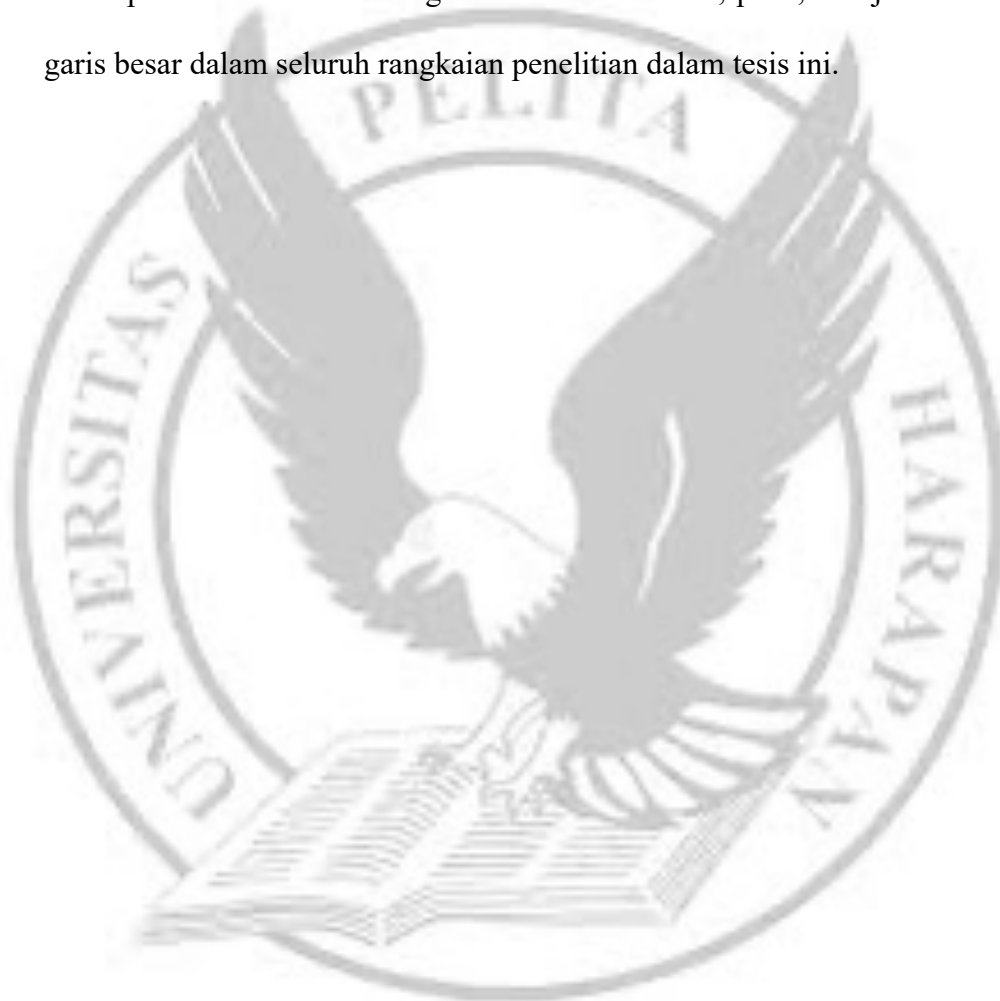 garis besar dalam seluruh rangkaian penelitian dalam tesis ini.
PELITA
UNIVERSITAS
HARAPAN